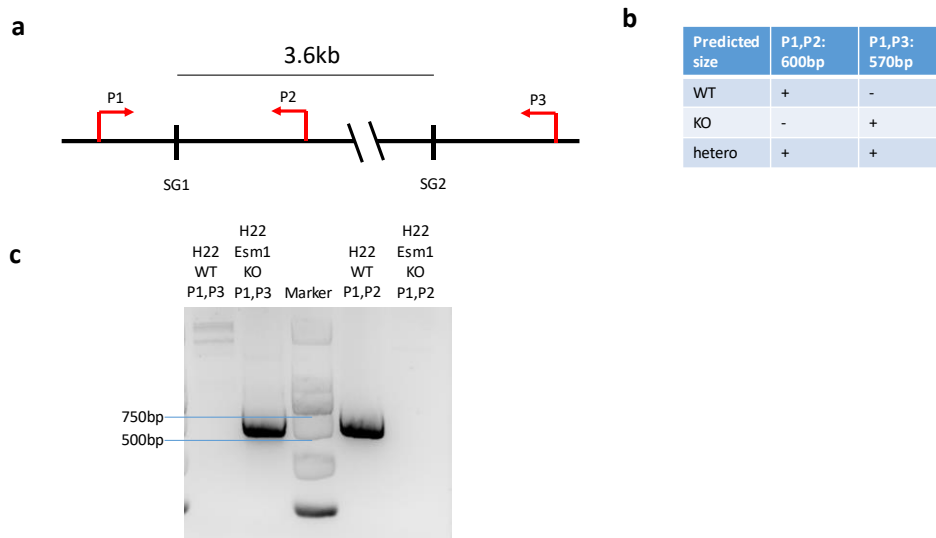 a
3.6kb
P1
P2
P3
SG1
SG2
b
Predicted size
P1,P2: 600bp
P1,P3: 570bp
WT
+
-
KO
-
+
hetero
+
+
c
H22
WT
P1,P3
H22
Esm1
KO
P1,P3
Marker
H22
WT
P1,P2
H22
Esm1
KO
P1,P2
750bp
500bp